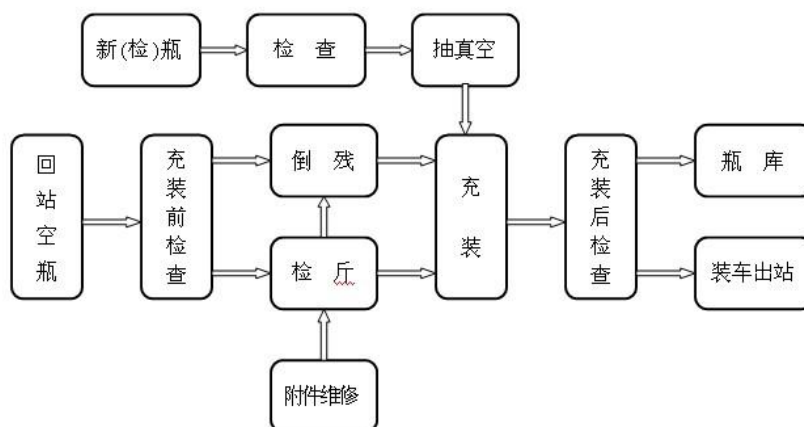 新(检)瓶
检 查
抽真空
回站空瓶
充装前检查
倒 残
检 斤
附件维修
充装
充装后检查
瓶 库
装车出站